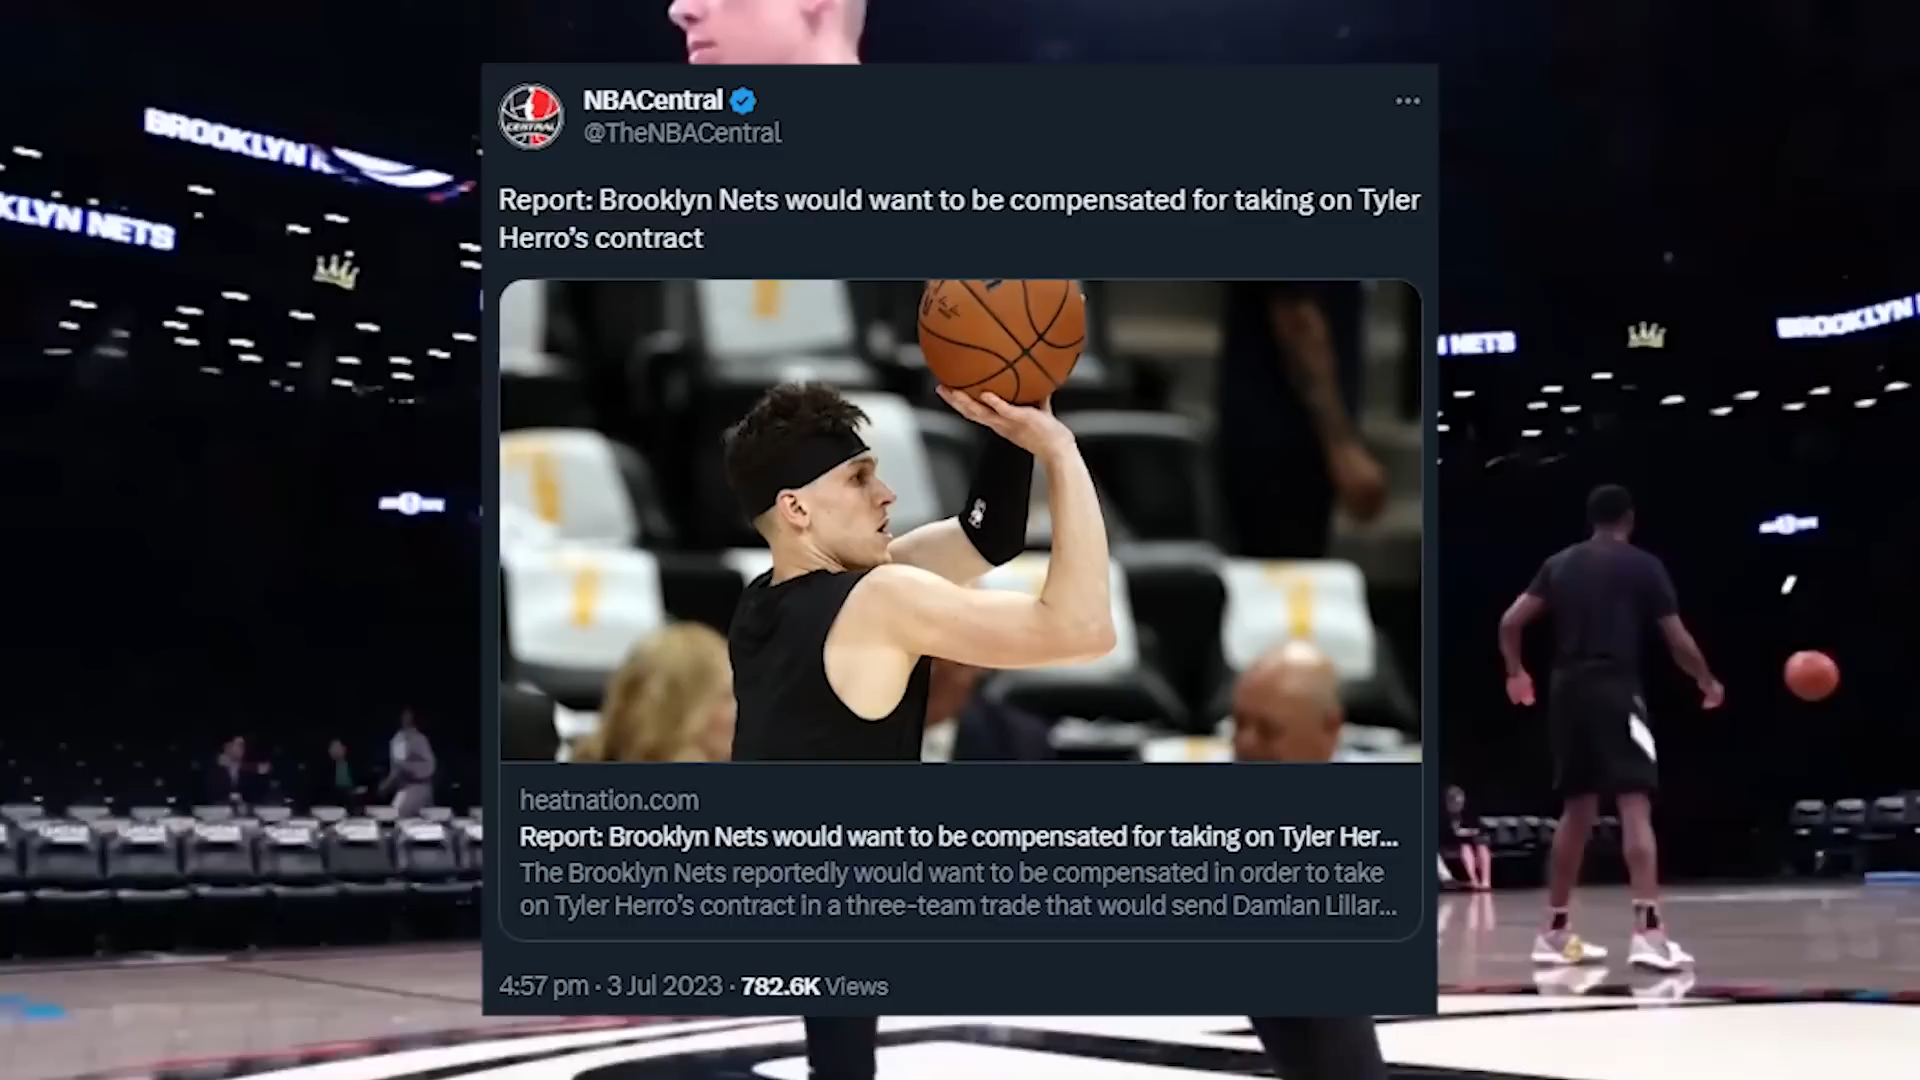 BROOKLYN
KLYN NETS
NETS
BROOKLYN
CENTRAL
NBACentral
@TheNBACentral
Report: Brooklyn Nets would want to be compensated for taking on Tyler
Herro's contract
heatnation.com
Report: Brooklyn Nets would want to be compensated for taking on Tyler Her...
The Brooklyn Nets reportedly would want to be compensated in order to take
on Tyler Herro's contract in a three-team trade that would send Damian Lillar...
4:57 pm · 3 Jul 2023 · 782.6K Views